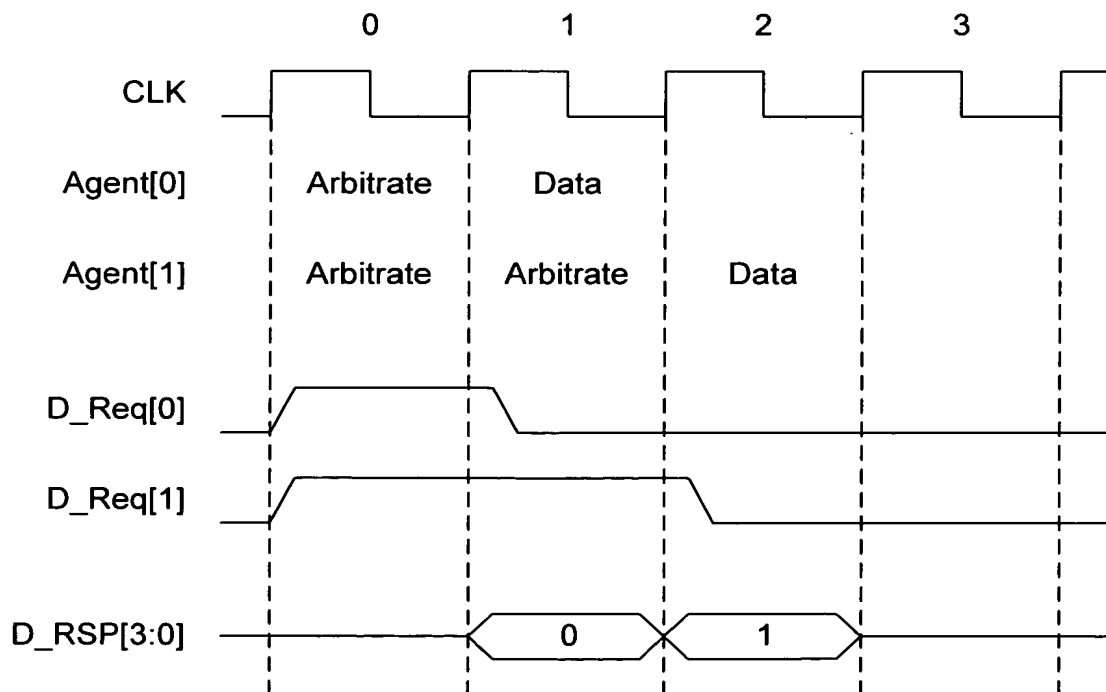 0 1 2 3
CLK
Agent[0] Arbitrate Data
Agent[1] Arbitrate Arbitrate Data
D_Req[0]
D_Req[1]
D_RSP[3:0] 0 1